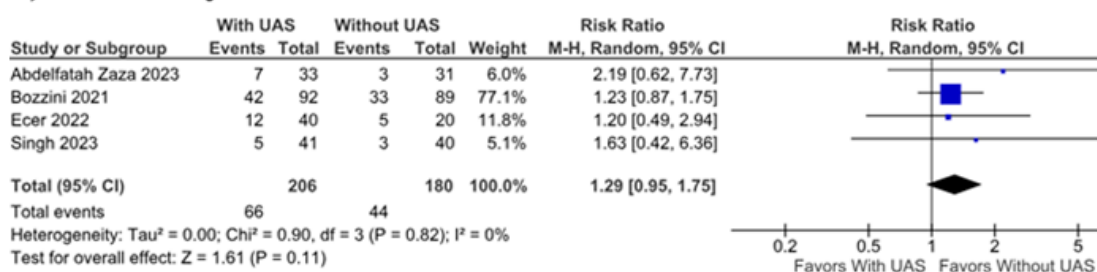 With UAS Without UAS Risk Ratio Risk Ratio
Study or Subgroup Events Total Events Total Weight M-H, Random, 95% CI M-H, Random, 95% CI
Abdelfatah Zaza 2023 7 33 3 31 6.0% 2.19 [0.62, 7.73]
Bozzini 2021 42 92 33 89 77.1% 1.23 [0.87, 1.75]
Ecer 2022 12 40 5 20 11.8% 1.20 [0.49, 2.94]
Singh 2023 5 41 3 40 5.1% 1.63 [0.42, 6.36]
Total (95% CI) 206 180 100.0% 1.29 [0.95, 1.75]
Total events 66 44
Heterogeneity: Tau² = 0.00; Chi² = 0.90, df = 3 (P = 0.82); I² = 0%
Test for overall effect: Z = 1.61 (P = 0.11)
0.2 0.5 1 2 5
Favors With UAS Favors Without UAS